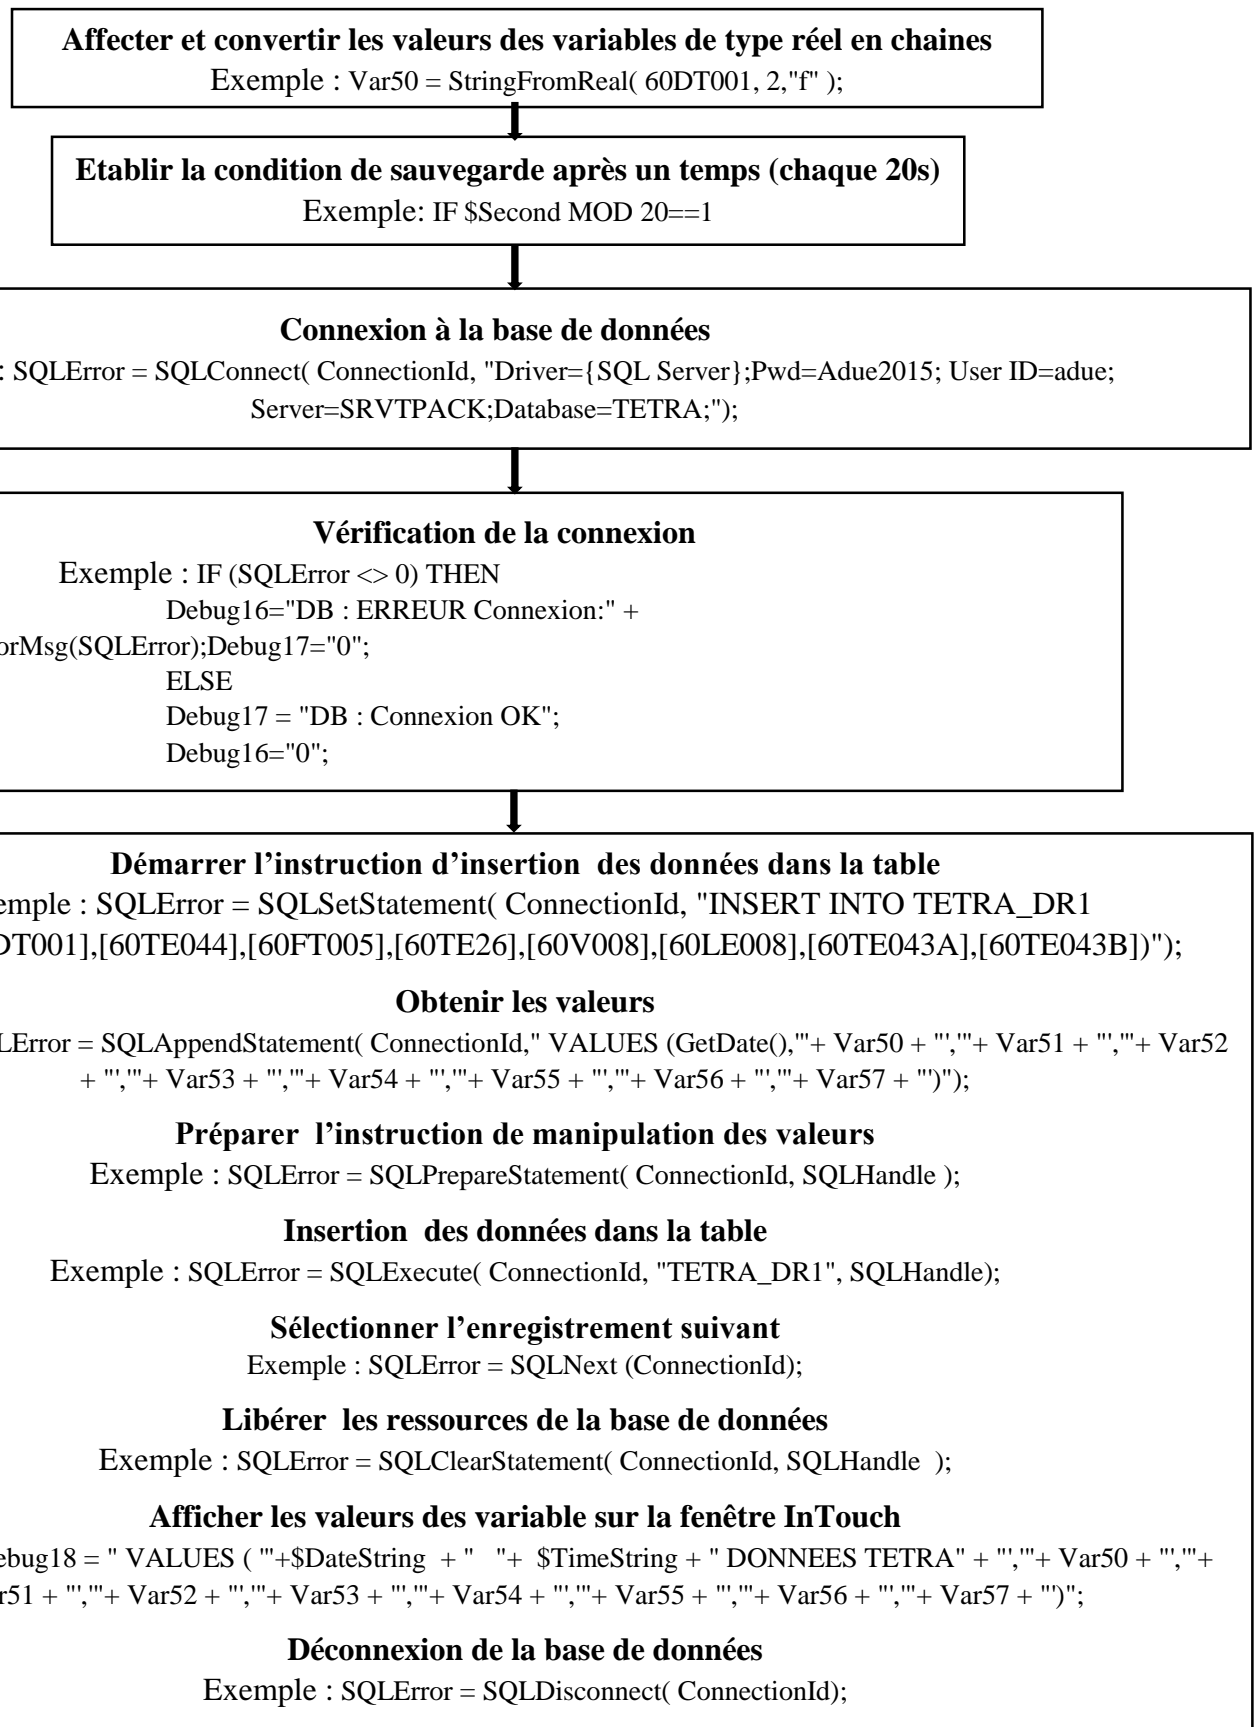 Affecter et convertir les valeurs des variables de type réel en chaines
Exemple : Var50 = StringFromReal( 60DT001, 2,"f" );
Etablir la condition de sauvegarde après un temps (chaque 20s)
Exemple: IF $Second MOD 20==1
Connexion à la base de données
: SQLError = SQLConnect( ConnectionId, "Driver={SQL Server};Pwd=Adue2015; User ID=adue;
Server=SRVTPACK;Database=TETRA;");
Vérification de la connexion
Exemple : IF (SQLError <> 0) THEN
Debug16="DB : ERREUR Connexion:" +
orMsg(SQLError);Debug17="0";
ELSE
Debug17 = "DB : Connexion OK";
Debug16="0";
Démarrer l’instruction d’insertion  des données dans la table
emple : SQLError = SQLSetStatement( ConnectionId, "INSERT INTO TETRA_DR1
DT001],[60TE044],[60FT005],[60TE26],[60V008],[60LE008],[60TE043A],[60TE043B])");
Obtenir les valeurs
LError = SQLAppendStatement( ConnectionId," VALUES (GetDate(),'"+ Var50 + "','"+ Var51 + "','"+ Var52
+ "','"+ Var53 + "','"+ Var54 + "','"+ Var55 + "','"+ Var56 + "','"+ Var57 + "')");
Préparer  l’instruction de manipulation des valeurs
Exemple : SQLError = SQLPrepareStatement( ConnectionId, SQLHandle );
Insertion  des données dans la table
Exemple : SQLError = SQLExecute( ConnectionId, "TETRA_DR1", SQLHandle);
Sélectionner l’enregistrement suivant
Exemple : SQLError = SQLNext (ConnectionId);
Libérer  les ressources de la base de données
Exemple : SQLError = SQLClearStatement( ConnectionId, SQLHandle  );
Afficher les valeurs des variable sur la fenêtre InTouch
ebug18 = " VALUES ( '"+$DateString  + "   "+  $TimeString + " DONNEES TETRA" + "','"+ Var50 + "','"+
r51 + "','"+ Var52 + "','"+ Var53 + "','"+ Var54 + "','"+ Var55 + "','"+ Var56 + "','"+ Var57 + "')";
Déconnexion de la base de données
Exemple : SQLError = SQLDisconnect( ConnectionId);